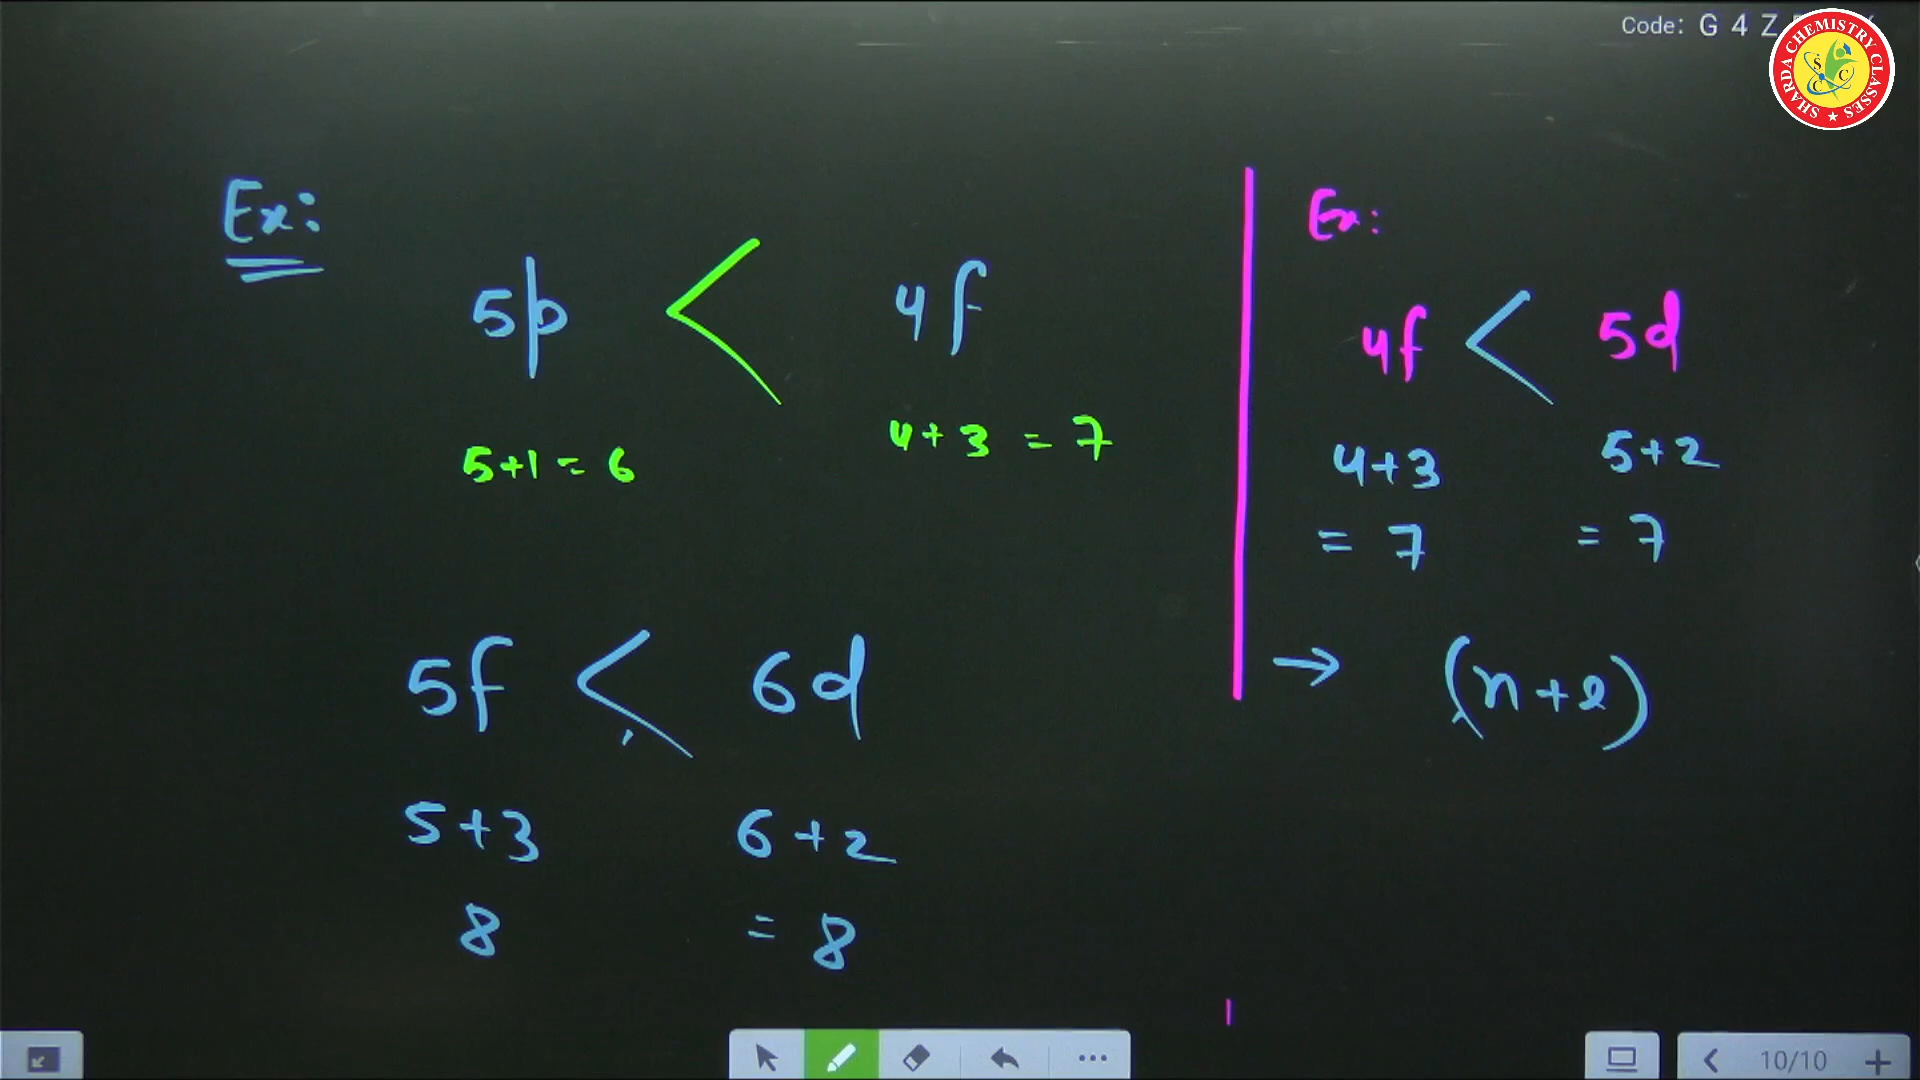 Code: G 4 Z
SHARDA CHEMISTRY CLASSES
S C C
Ex:
5p < 4f
5+1 = 6
4+3 = 7
5f < 6d
5+3 6+2
8 = 8
Ex:
4f < 5d
4+3 5+2
= 7 = 7
→ (n+l)
10/10